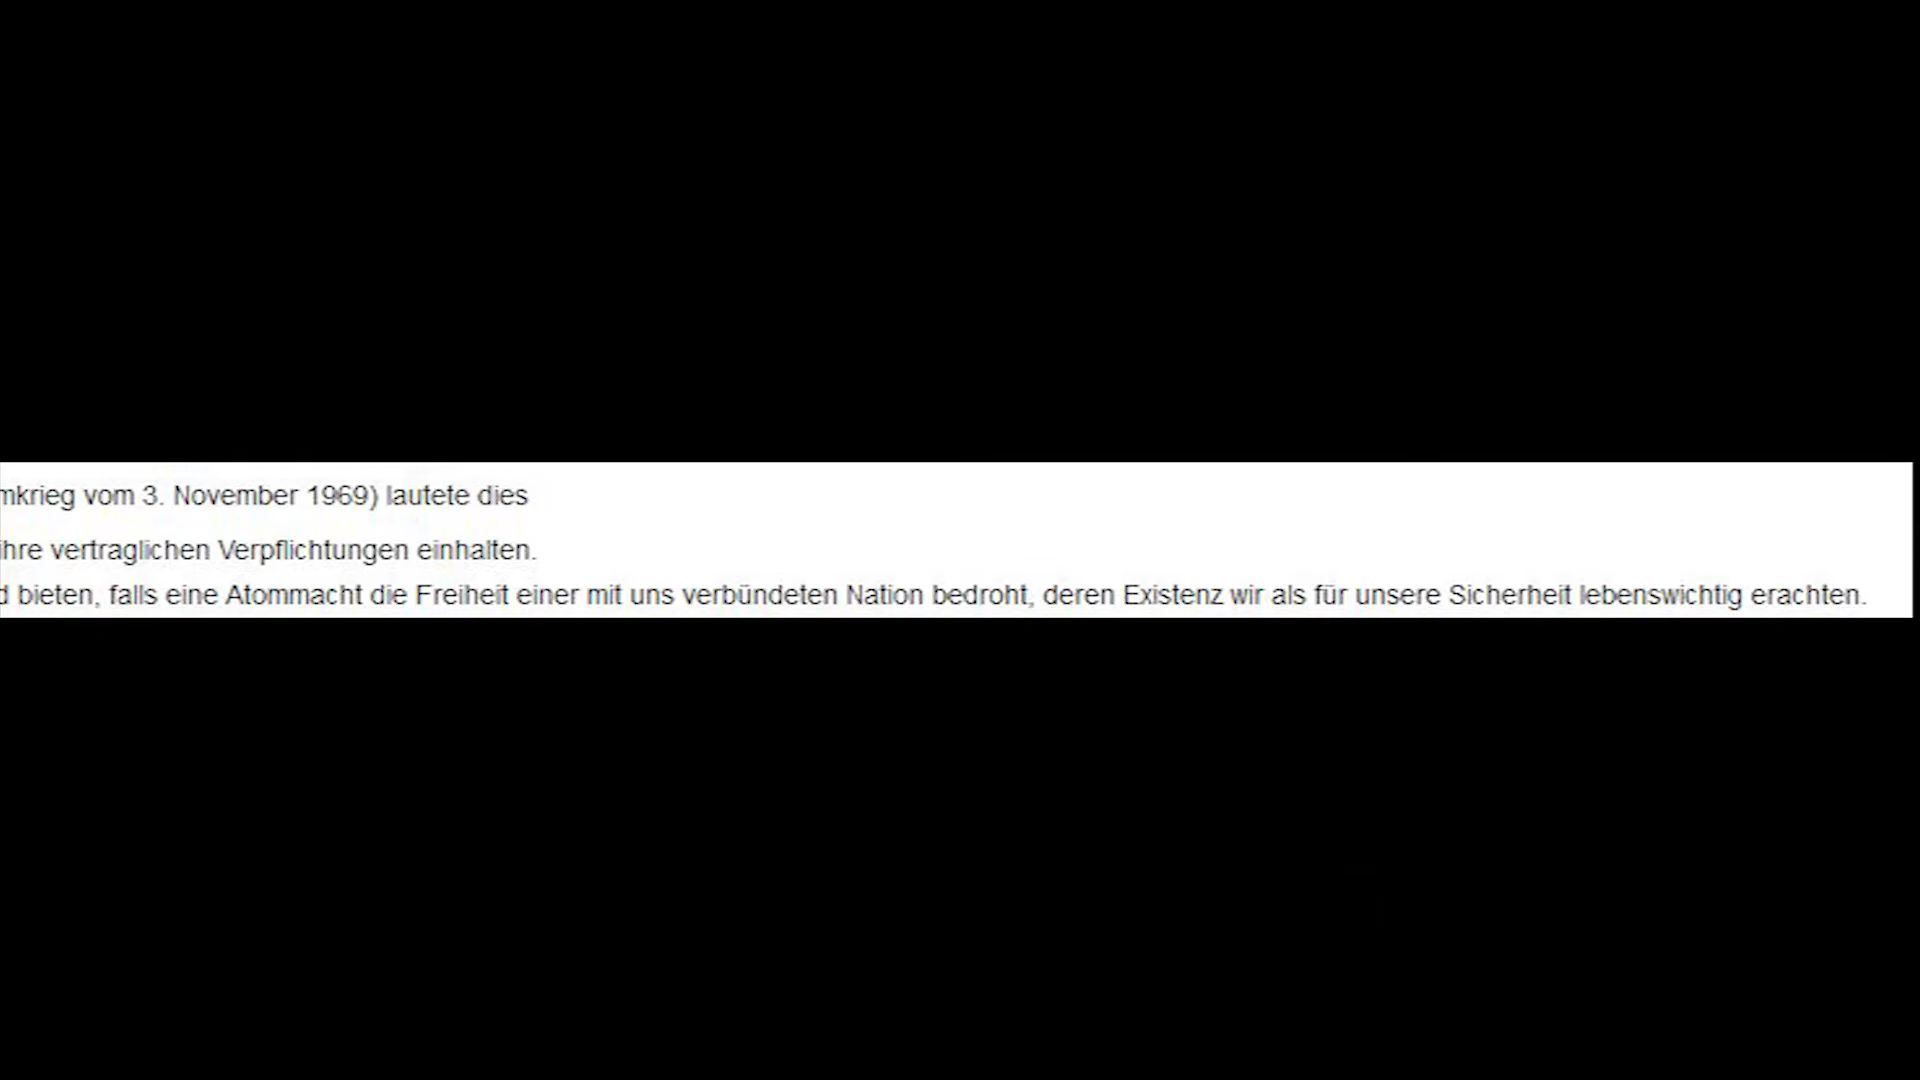 mkrieg vom 3. November 1969) lautete dies
ihre vertraglichen Verpflichtungen einhalten.
d bieten, falls eine Atommacht die Freiheit einer mit uns verbündeten Nation bedroht, deren Existenz wir als für unsere Sicherheit lebenswichtig erachten.